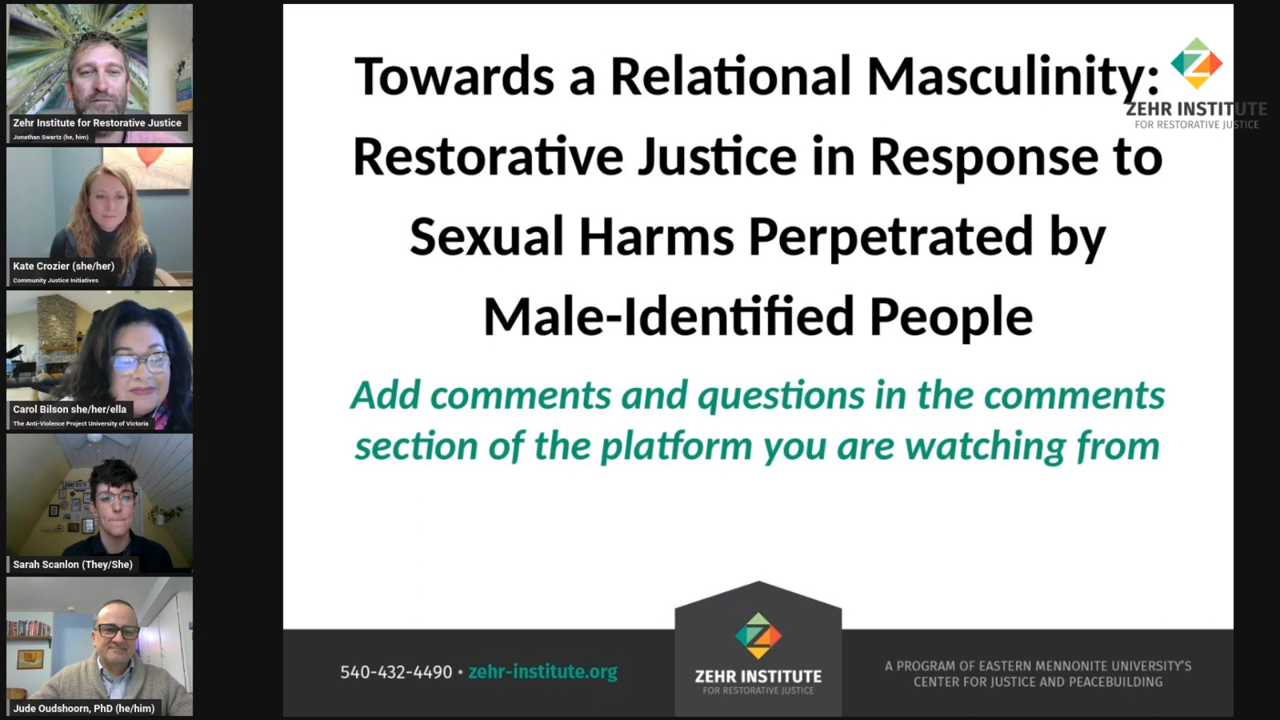 Zehr Institute for Restorative Justice
Jonathan Swartz (he, him)
Kate Crozier (she/her)
Community Justice Initiatives
Carol Bilson she/her/ella
The Anti-Violence Project University of Victoria
Sarah Scanlon (They/She)
Jude Oudshoorn, PhD (he/him)
Towards a Relational Masculinity:
Restorative Justice in Response to
Sexual Harms Perpetrated by
Male-Identified People
Add comments and questions in the comments
section of the platform you are watching from
Z
ZEHR INSTITUTE
FOR RESTORATIVE JUSTICE
540-432-4490 • zehr-institute.org
Z
ZEHR INSTITUTE
FOR RESTORATIVE JUSTICE
A PROGRAM OF EASTERN MENNONITE UNIVERSITY'S
CENTER FOR JUSTICE AND PEACEBUILDING